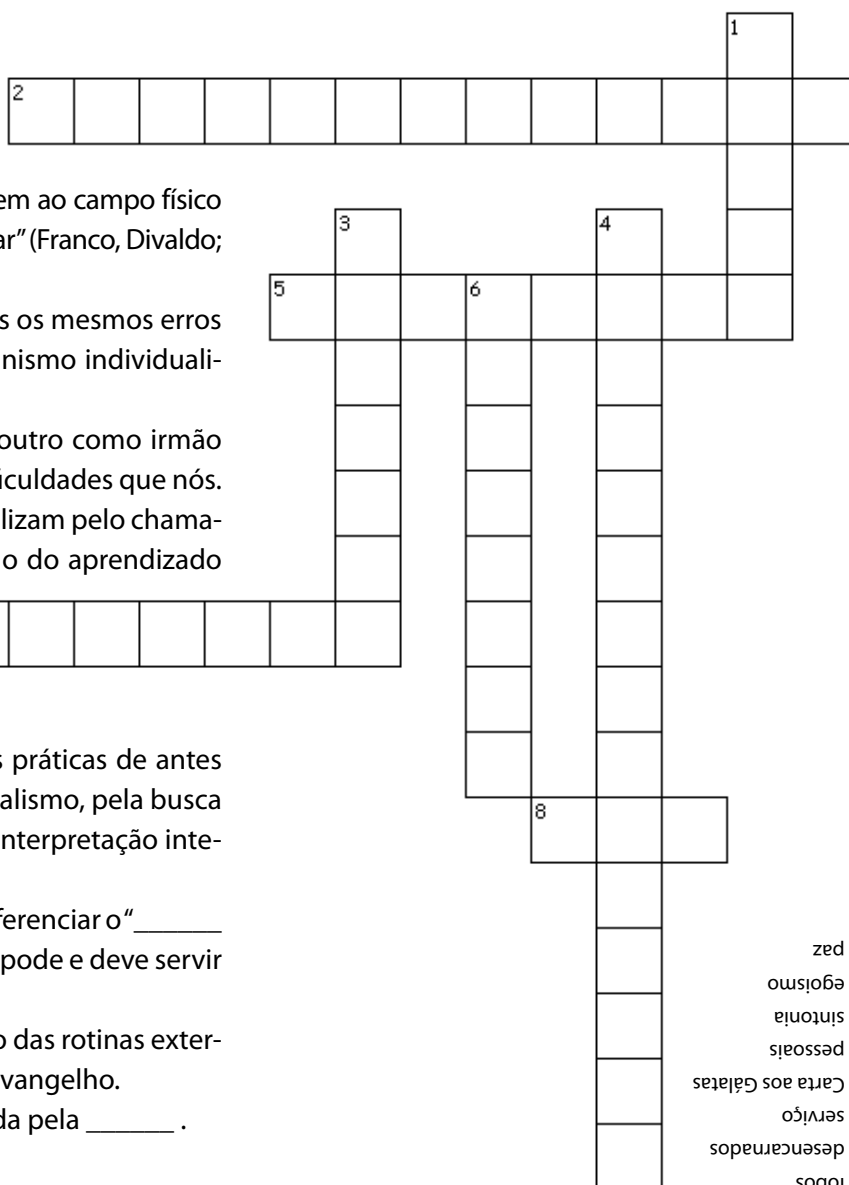 1
2
em ao campo físico
3
4
ar” (Franco, Divaldo;
5
6
s os mesmos erros
nismo individuali-
outro como irmão
iculdades que nós.
lizam pelo chama-
o do aprendizado
s práticas de antes
alismo, pela busca
8
nterpretação inte-
ferenciar o “______
pode e deve servir
o das rotinas exter-
vangelho.
da pela ______ .
lobos
desencarnados
serviço
Carta aos Gálatas
pessoais
sintonia
egoísmo
paz